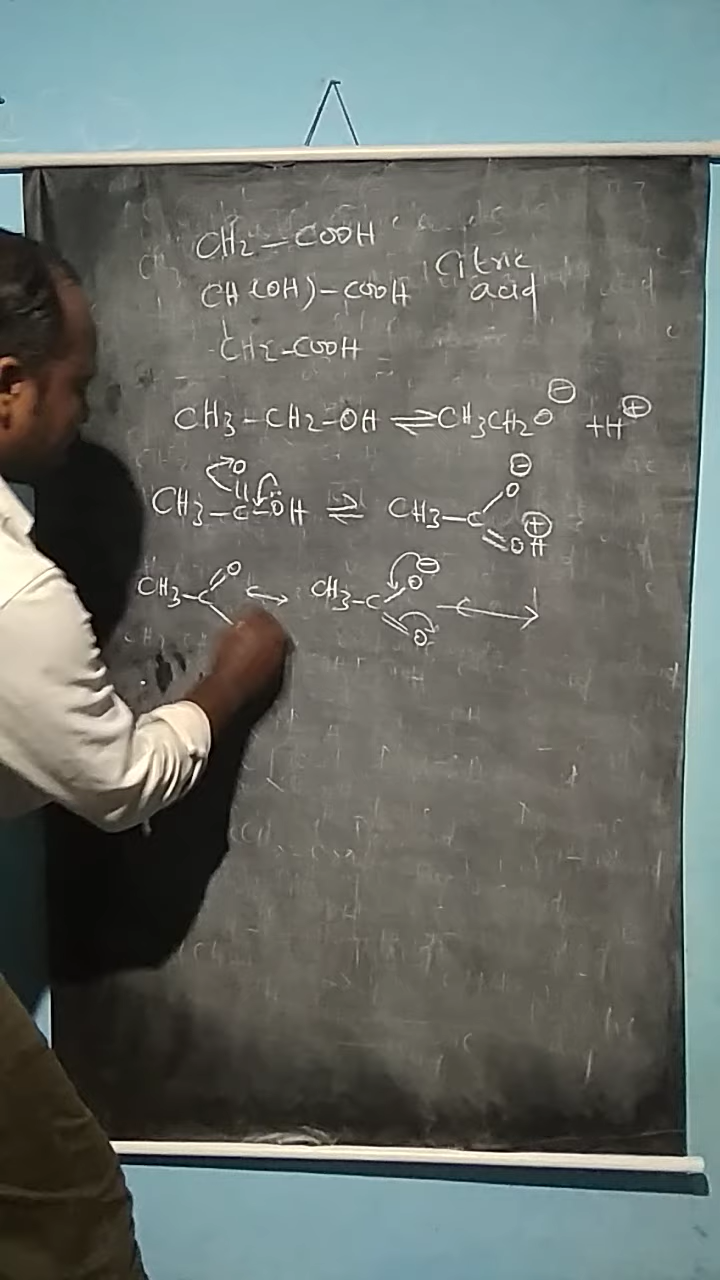 CH2 - COOH
CH(OH) - COOH Citric acid
CH2 - COOH
CH3 - CH2 - OH ⇌ CH3CH2O⊖ + H⊕
O
CH3 - C - OH ⇌ CH3 - C O⊖ OH⊕
CH3 - C O ↔ CH3 - C O⊖ O ↔